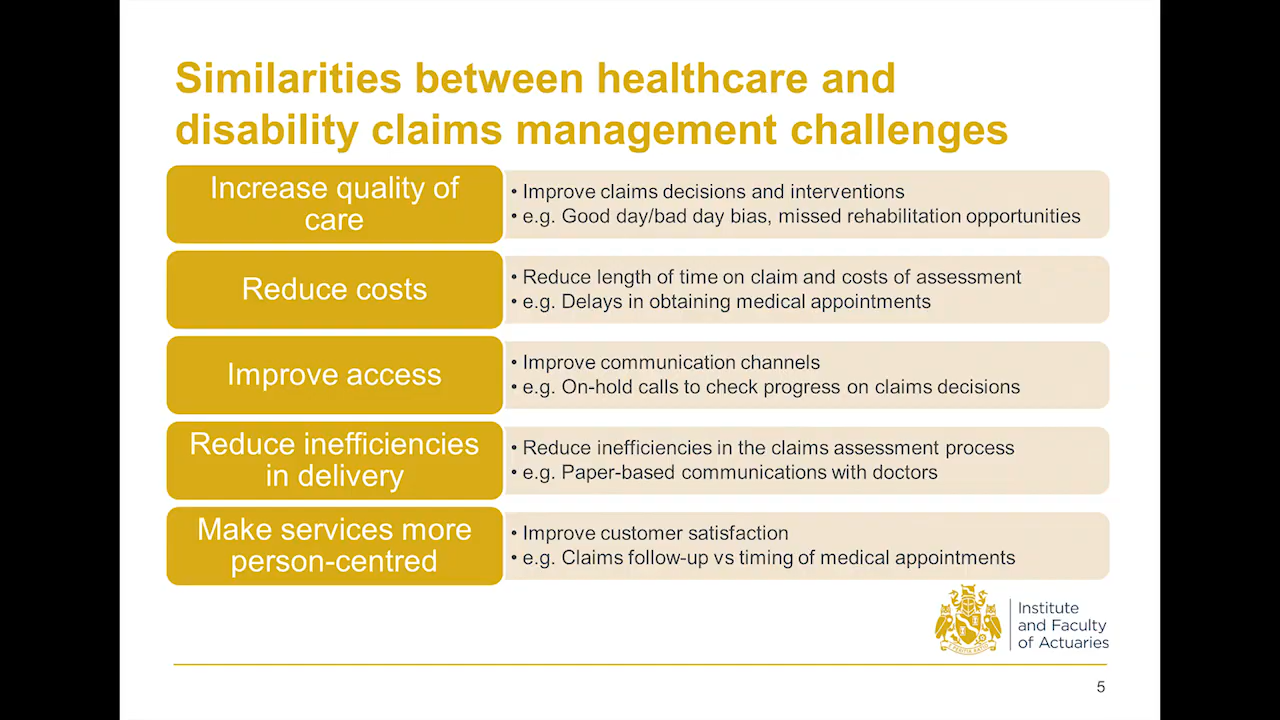 Similarities between healthcare and
disability claims management challenges
Increase quality of
care
• Improve claims decisions and interventions
• e.g. Good day/bad day bias, missed rehabilitation opportunities
Reduce costs
• Reduce length of time on claim and costs of assessment
• e.g. Delays in obtaining medical appointments
Improve access
• Improve communication channels
• e.g. On-hold calls to check progress on claims decisions
Reduce inefficiencies
in delivery
• Reduce inefficiencies in the claims assessment process
• e.g. Paper-based communications with doctors
Make services more
person-centred
• Improve customer satisfaction
• e.g. Claims follow-up vs timing of medical appointments
Institute
and Faculty
of Actuaries
5